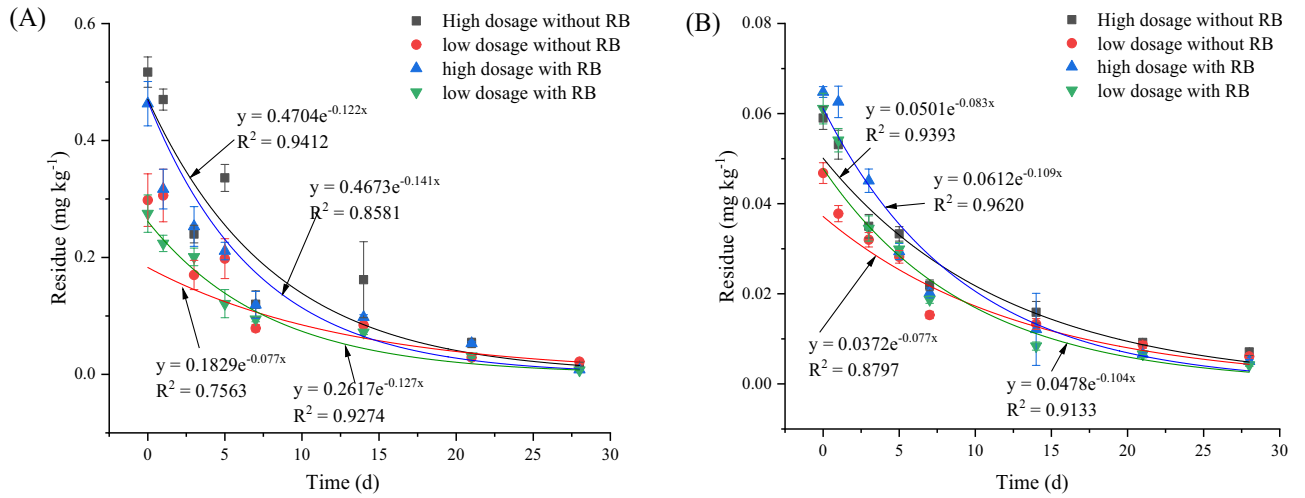 (A)
High dosage without RB
low dosage without RB
high dosage with RB
low dosage with RB
y = 0.4704e^-0.122x
R² = 0.9412
y = 0.4673e^-0.141x
R² = 0.8581
y = 0.1829e^-0.077x
R² = 0.7563
y = 0.2617e^-0.127x
R² = 0.9274
Residue (mg kg⁻¹)
0.6
0.4
0.2
0.0
0 5 10 15 20 25 30
Time (d)
(B)
High dosage without RB
low dosage without RB
high dosage with RB
low dosage with RB
y = 0.0501e^-0.083x
R² = 0.9393
y = 0.0612e^-0.109x
R² = 0.9620
y = 0.0372e^-0.077x
R² = 0.8797
y = 0.0478e^-0.104x
R² = 0.9133
Residue (mg kg⁻¹)
0.08
0.06
0.04
0.02
0.00
0 5 10 15 20 25 30
Time (d)